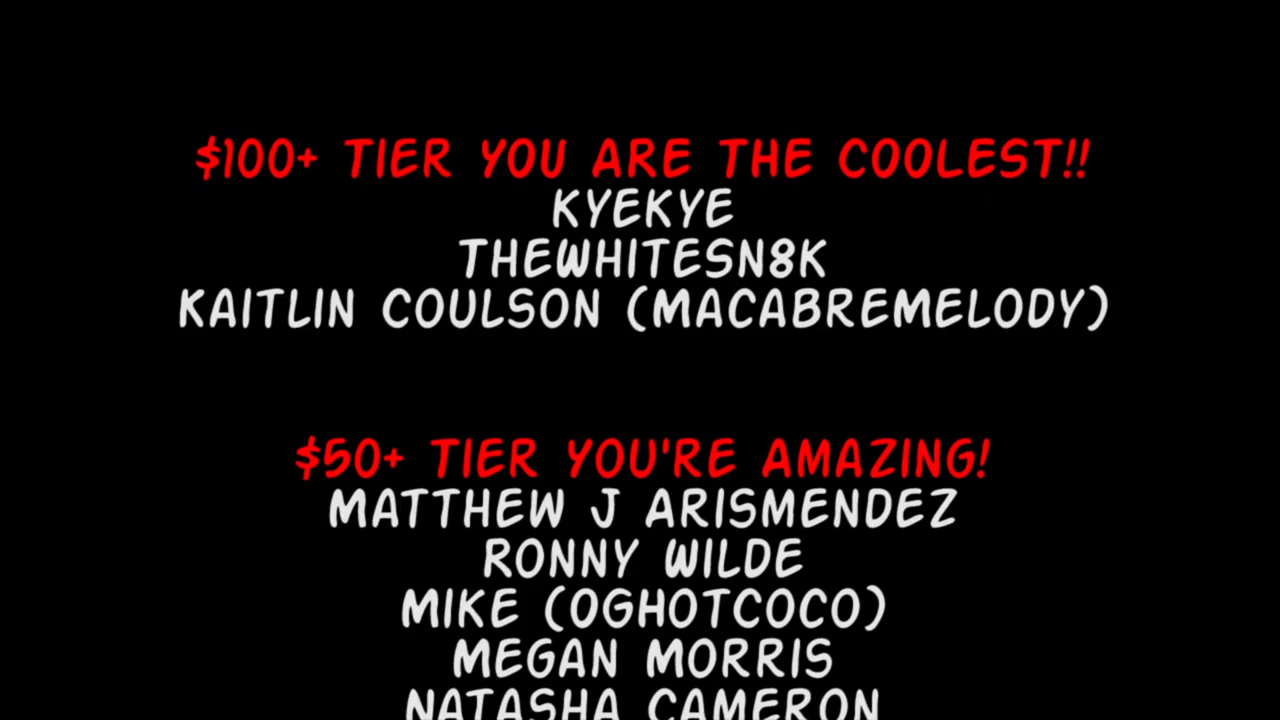 $100+ TIER YOU ARE THE COOLEST!!
KYEKYE
THEWHITESN8K
KAITLIN COULSON (MACABREMELODY)
$50+ TIER YOU'RE AMAZING!
MATTHEW J ARISMENDEZ
RONNY WILDE
MIKE (OGHOTCOCO)
MEGAN MORRIS
NATASHA CAMERON